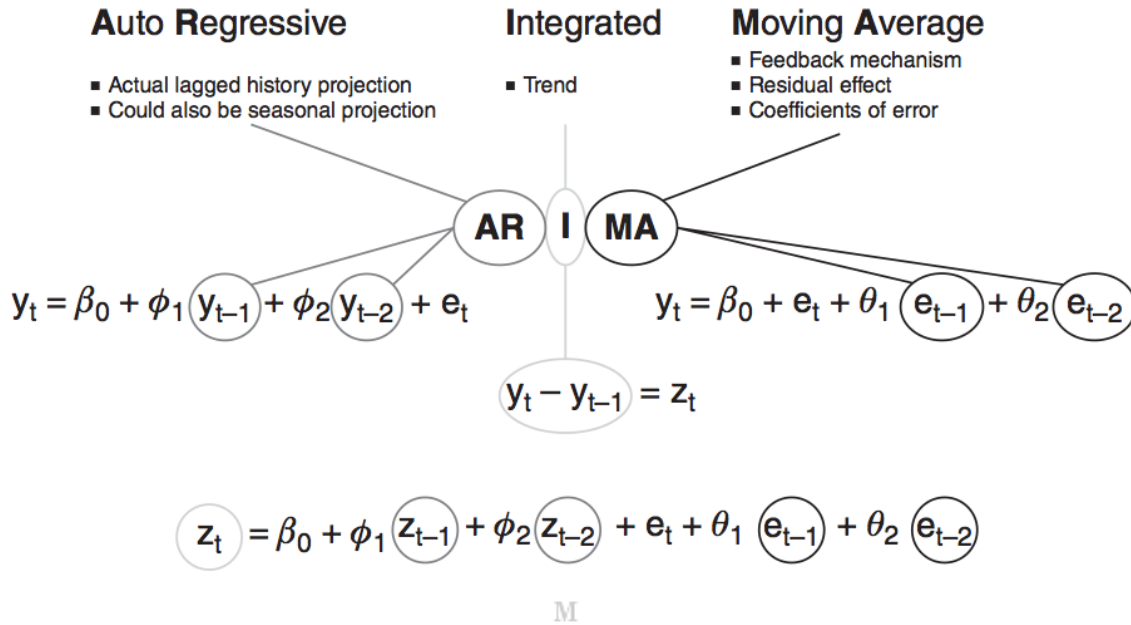 Auto Regressive
▪ Actual lagged history projection
▪ Could also be seasonal projection
Integrated
▪ Trend
Moving Average
▪ Feedback mechanism
▪ Residual effect
▪ Coefficients of error
AR I MA
yₜ = β₀ + ϕ₁ yₜ₋₁ + ϕ₂ yₜ₋₂ + eₜ
yₜ = β₀ + eₜ + θ₁ eₜ₋₁ + θ₂ eₜ₋₂
yₜ – yₜ₋₁ = zₜ
zₜ = β₀ + ϕ₁ zₜ₋₁ + ϕ₂ zₜ₋₂ + eₜ + θ₁ eₜ₋₁ + θ₂ eₜ₋₂
M